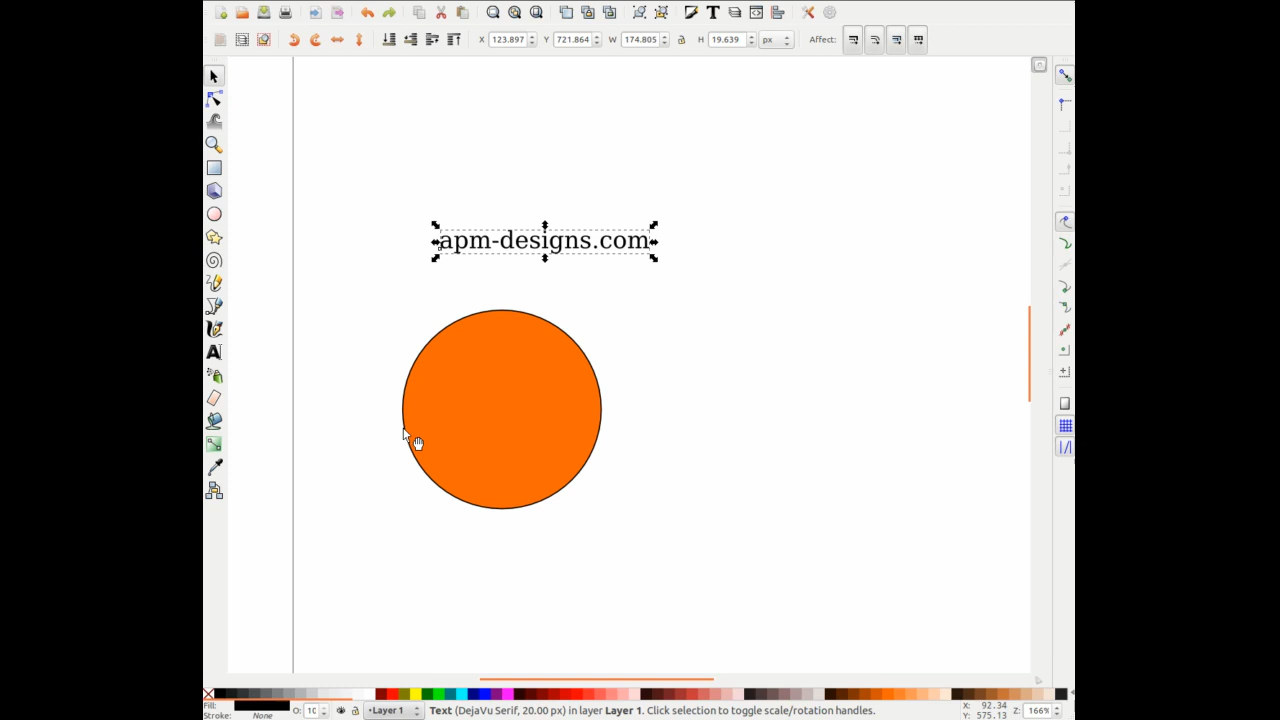 X 123.897 Y 721.864 W 174.805 H 19.639 px Affect:
apm-designs.com
Fill:
Stroke: None
O: 10
Layer 1
Text (DejaVu Serif, 20.00 px) in layer Layer 1. Click selection to toggle scale/rotation handles.
X: 92.34
Y: 575.13
Z: 166%